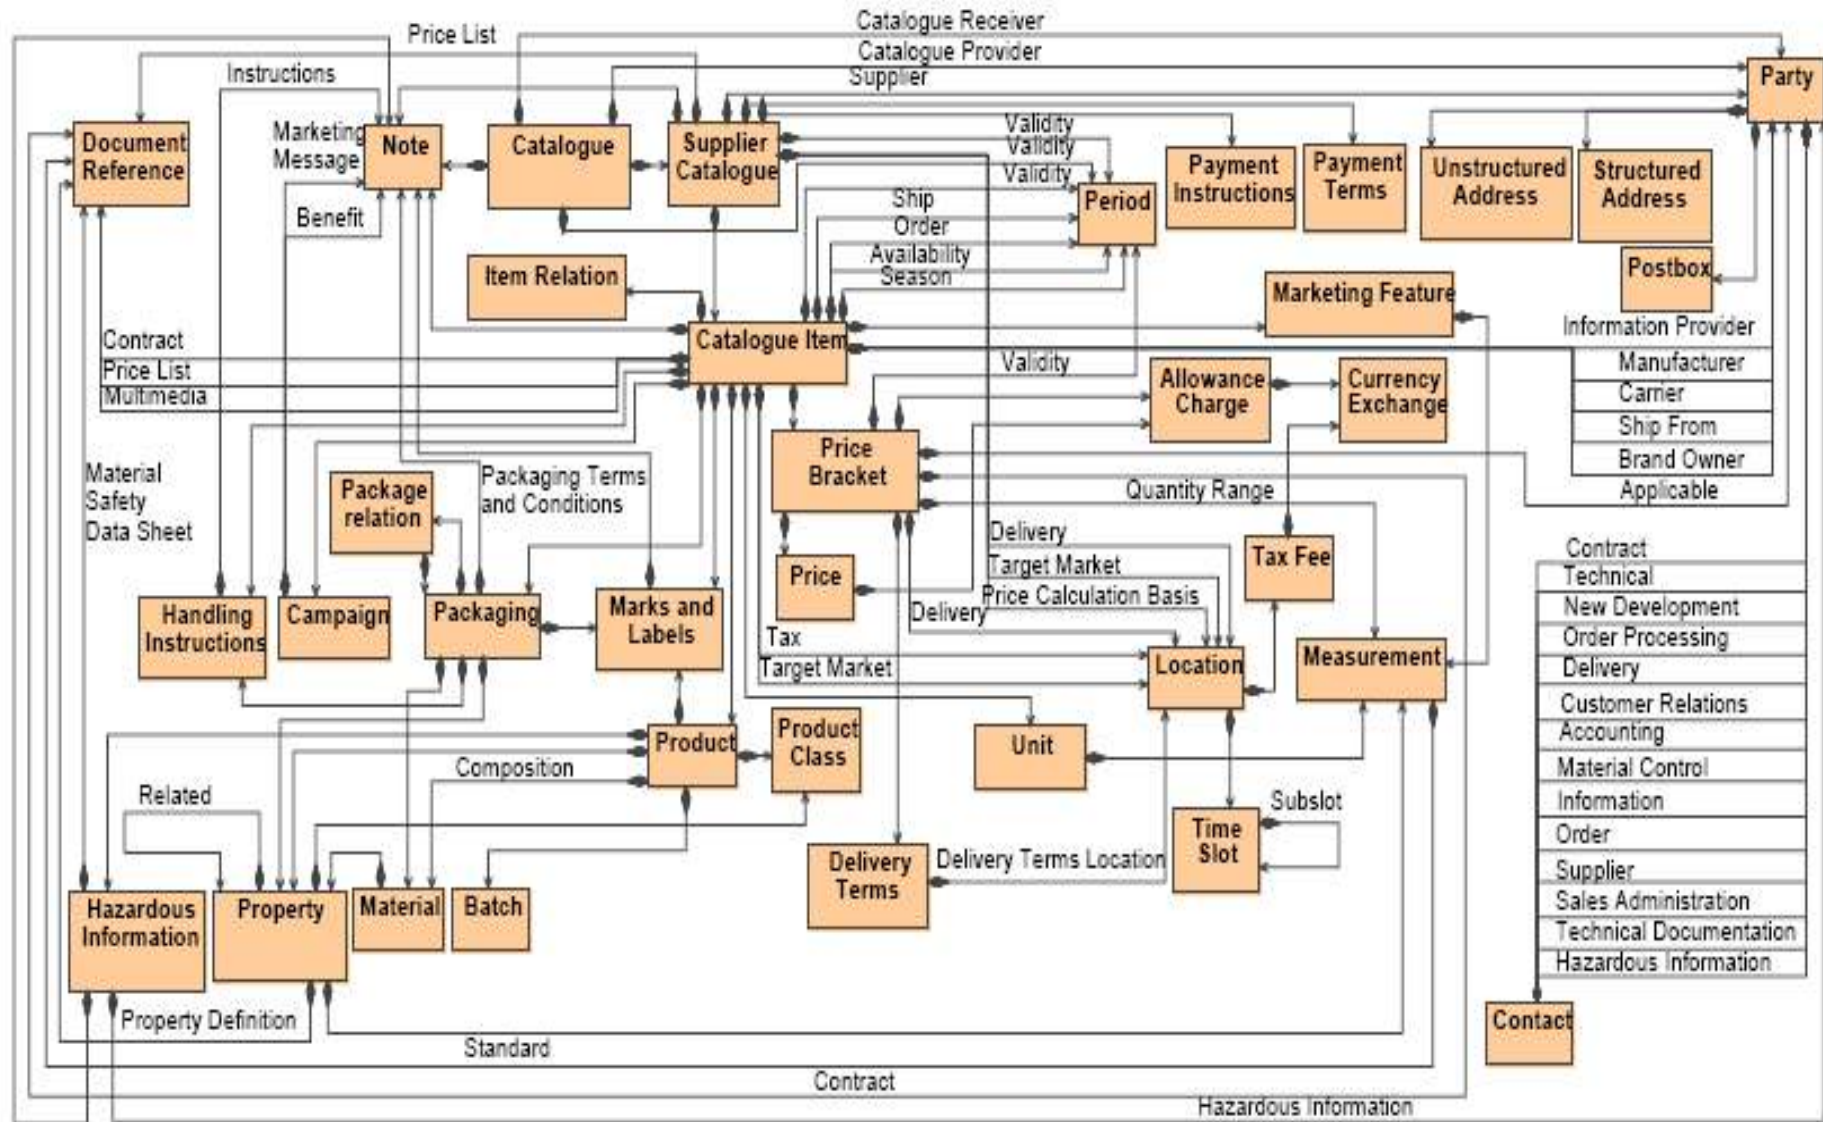 Catalogue Receiver
Price List
Catalogue Provider
Supplier
Instructions
Party
Document
Reference
Marketing
Message
Note
Catalogue
Supplier
Catalogue
Validity
Validity
Validity
Payment
Instructions
Payment
Terms
Unstructured
Address
Structured
Address
Period
Ship
Order
Availability
Season
Benefit
Item Relation
Postbox
Marketing Feature
Information Provider
Contract
Price List
Multimedia
Catalogue Item
Validity
Manufacturer
Carrier
Ship From
Brand Owner
Applicable
Allowance
Charge
Currency
Exchange
Price
Bracket
Material
Safety
Data Sheet
Package
relation
Packaging Terms
and Conditions
Quantity Range
Delivery
Target Market
Price Calculation Basis
Delivery
Tax Fee
Price
Handling
Instructions
Campaign
Packaging
Marks and
Labels
Tax
Target Market
Location
Measurement
Contract
Technical
New Development
Order Processing
Delivery
Customer Relations
Accounting
Material Control
Information
Order
Supplier
Sales Administration
Technical Documentation
Hazardous Information
Product
Product
Class
Unit
Composition
Related
Subslot
Time
Slot
Delivery
Terms
Delivery Terms Location
Hazardous
Information
Property
Material
Batch
Contact
Property Definition
Standard
Contract
Hazardous Information